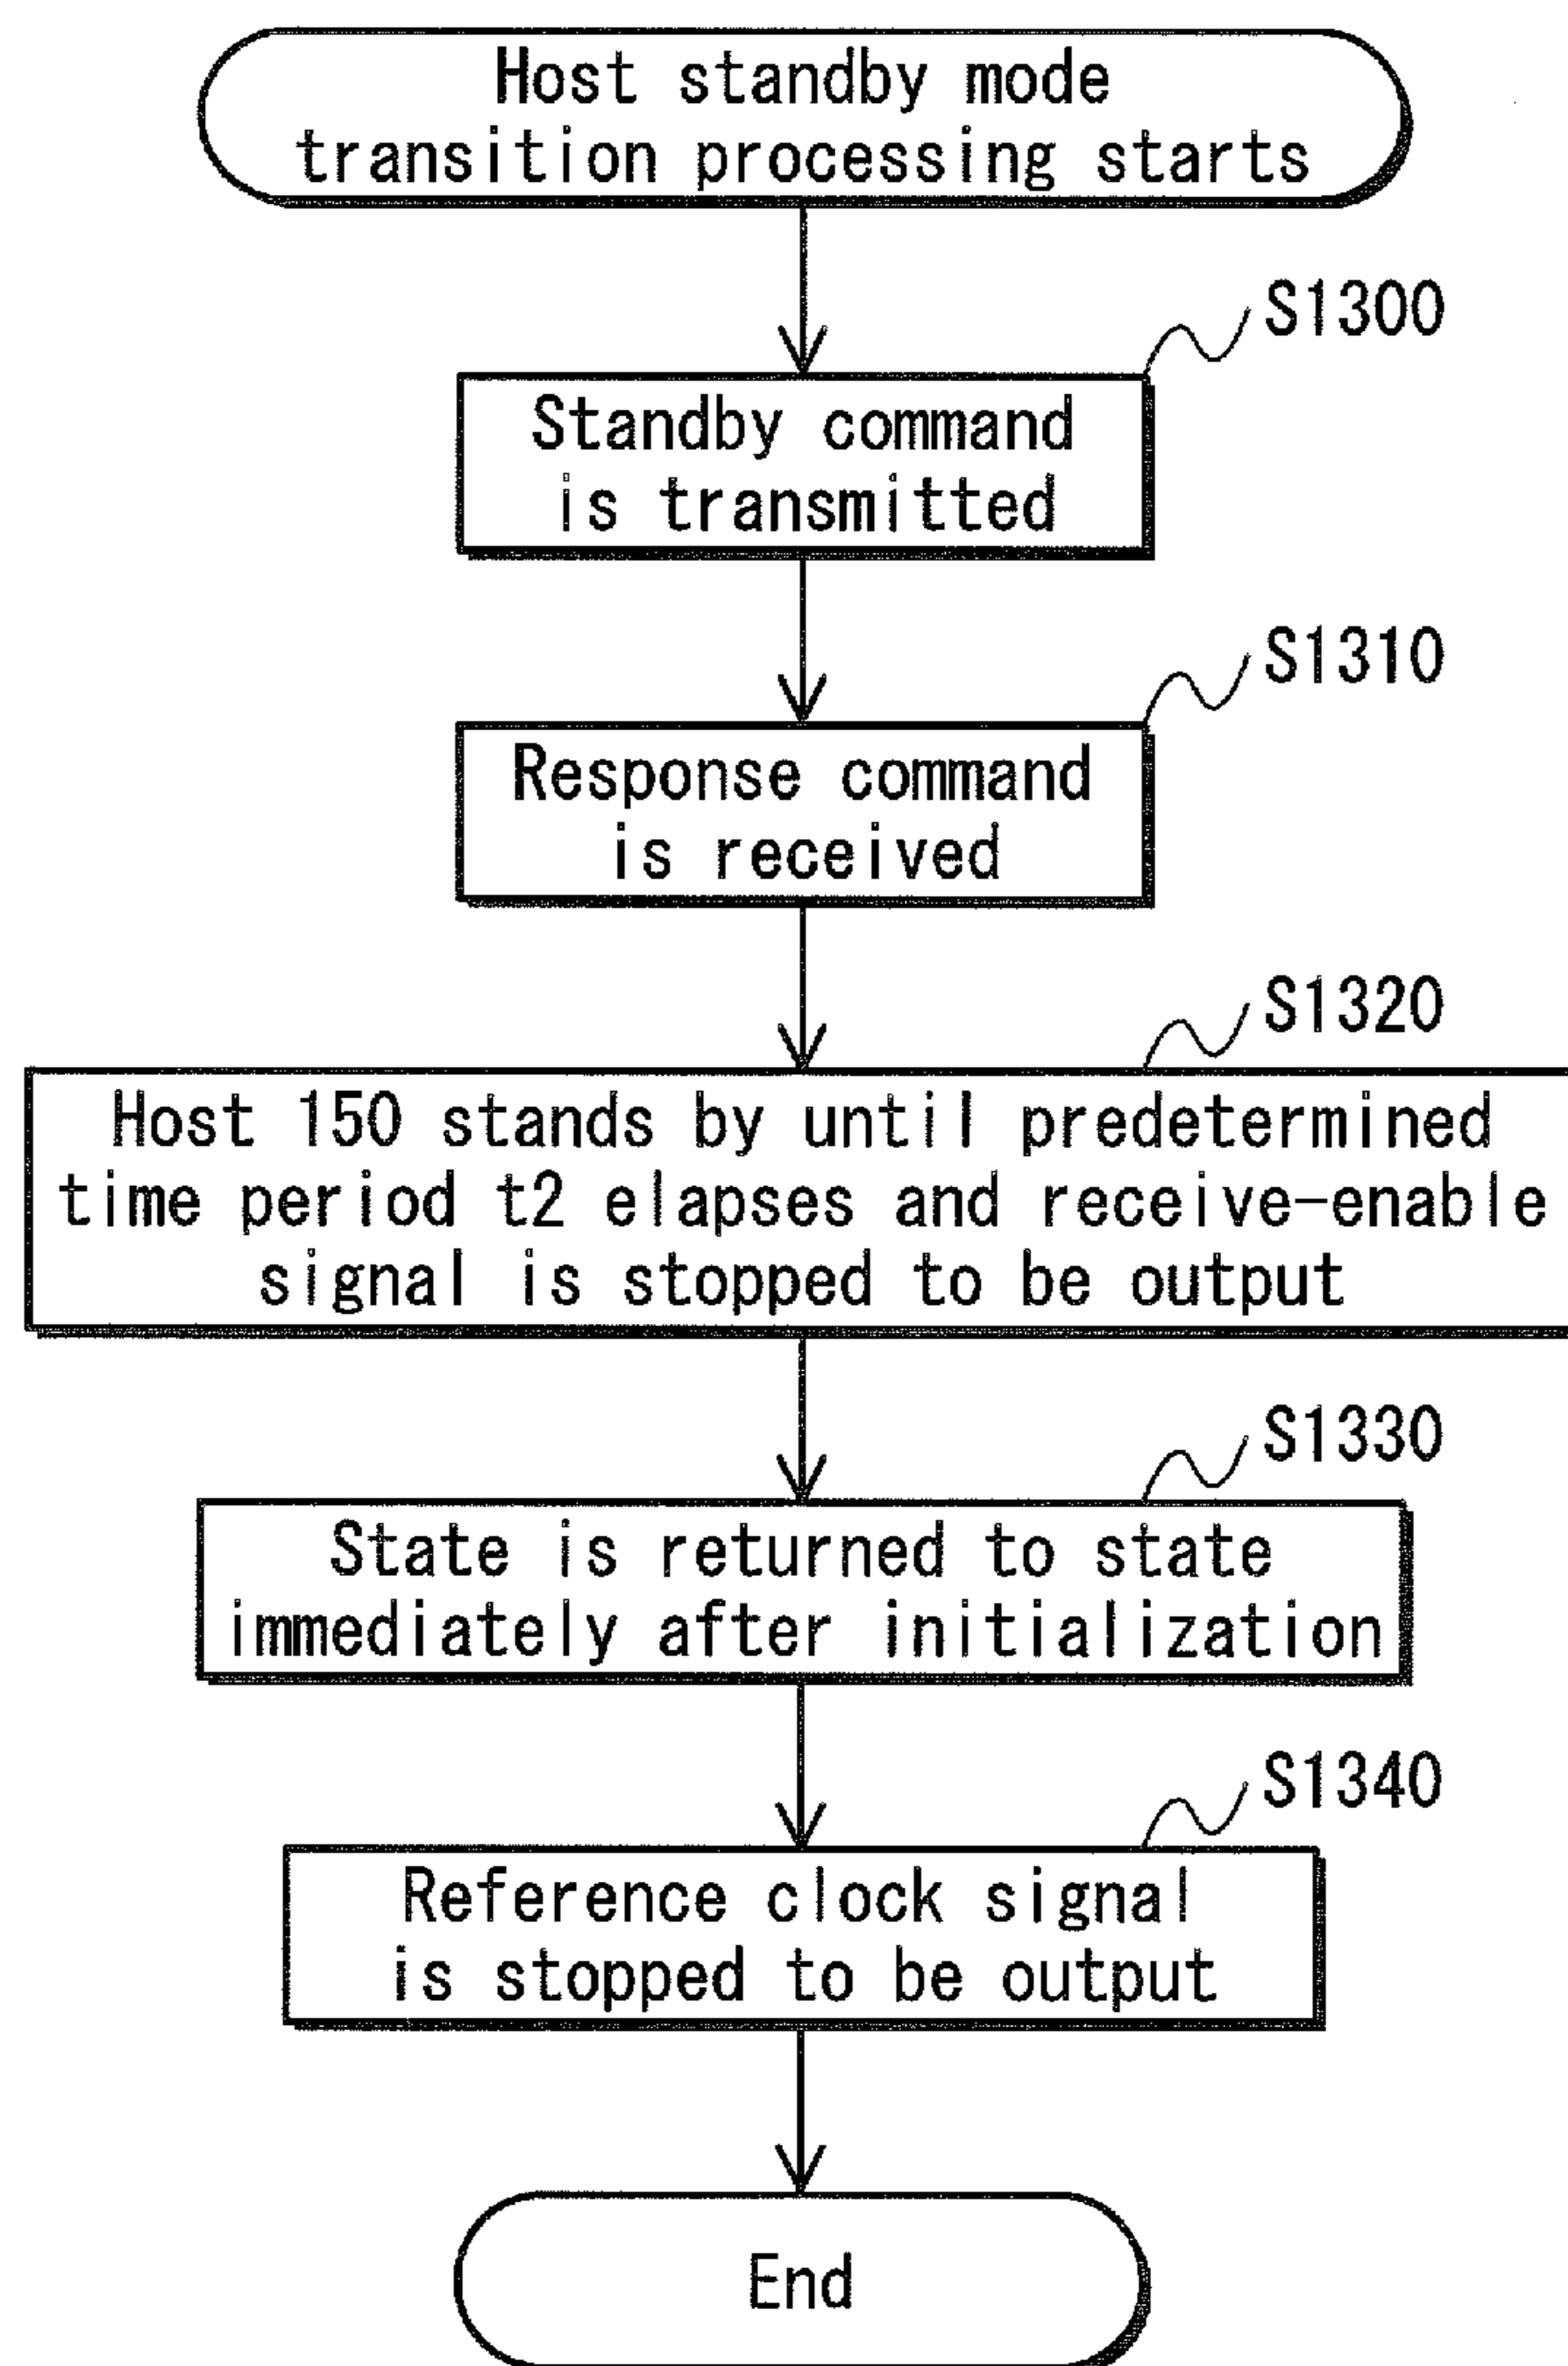 Host standby mode
transition processing starts
S1300
Standby command
is transmitted
S1310
Response command
is received
S1320
Host 150 stands by until predetermined
time period t2 elapses and receive-enable
signal is stopped to be output
S1330
State is returned to state
immediately after initialization
S1340
Reference clock signal
is stopped to be output
End